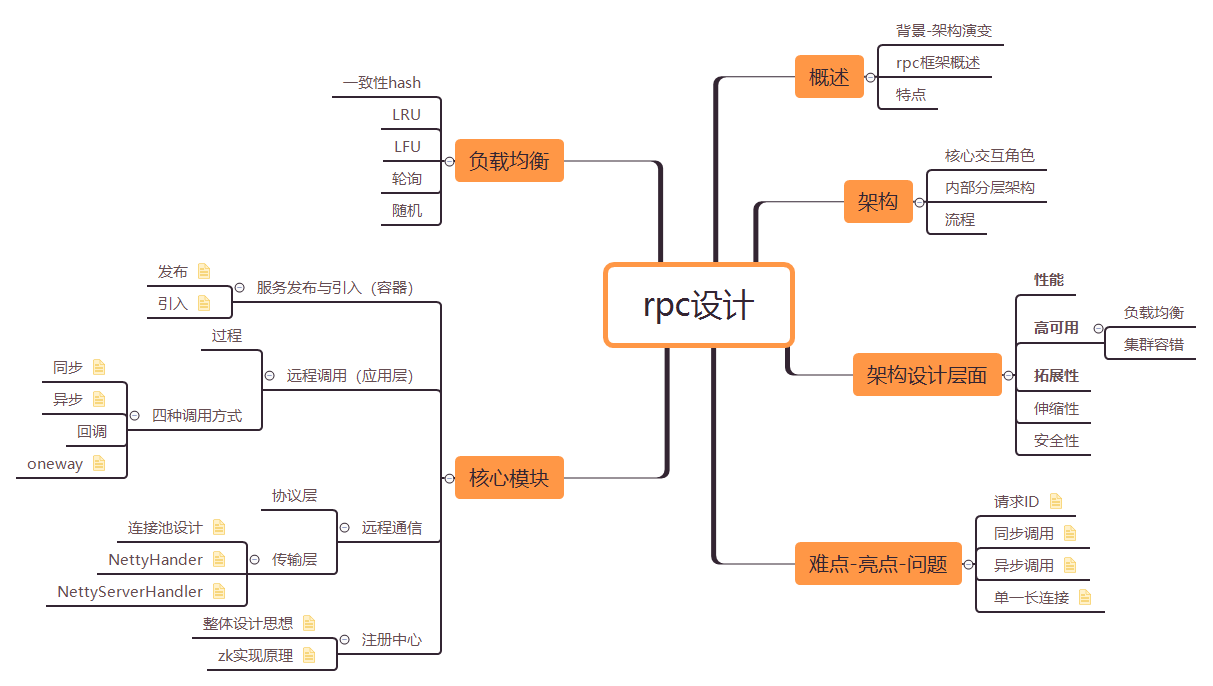 rpc设计
概述
背景-架构演变
rpc框架概述
特点
架构
核心交互角色
内部分层架构
流程
架构设计层面
性能
高可用
负载均衡
集群容错
拓展性
伸缩性
安全性
难点-亮点-问题
请求ID
同步调用
异步调用
单一长连接
负载均衡
一致性hash
LRU
LFU
轮询
随机
核心模块
服务发布与引入（容器）
发布
引入
远程调用（应用层）
过程
四种调用方式
同步
异步
回调
oneway
远程通信
协议层
传输层
连接池设计
NettyHander
NettyServerHandler
注册中心
整体设计思想
zk实现原理